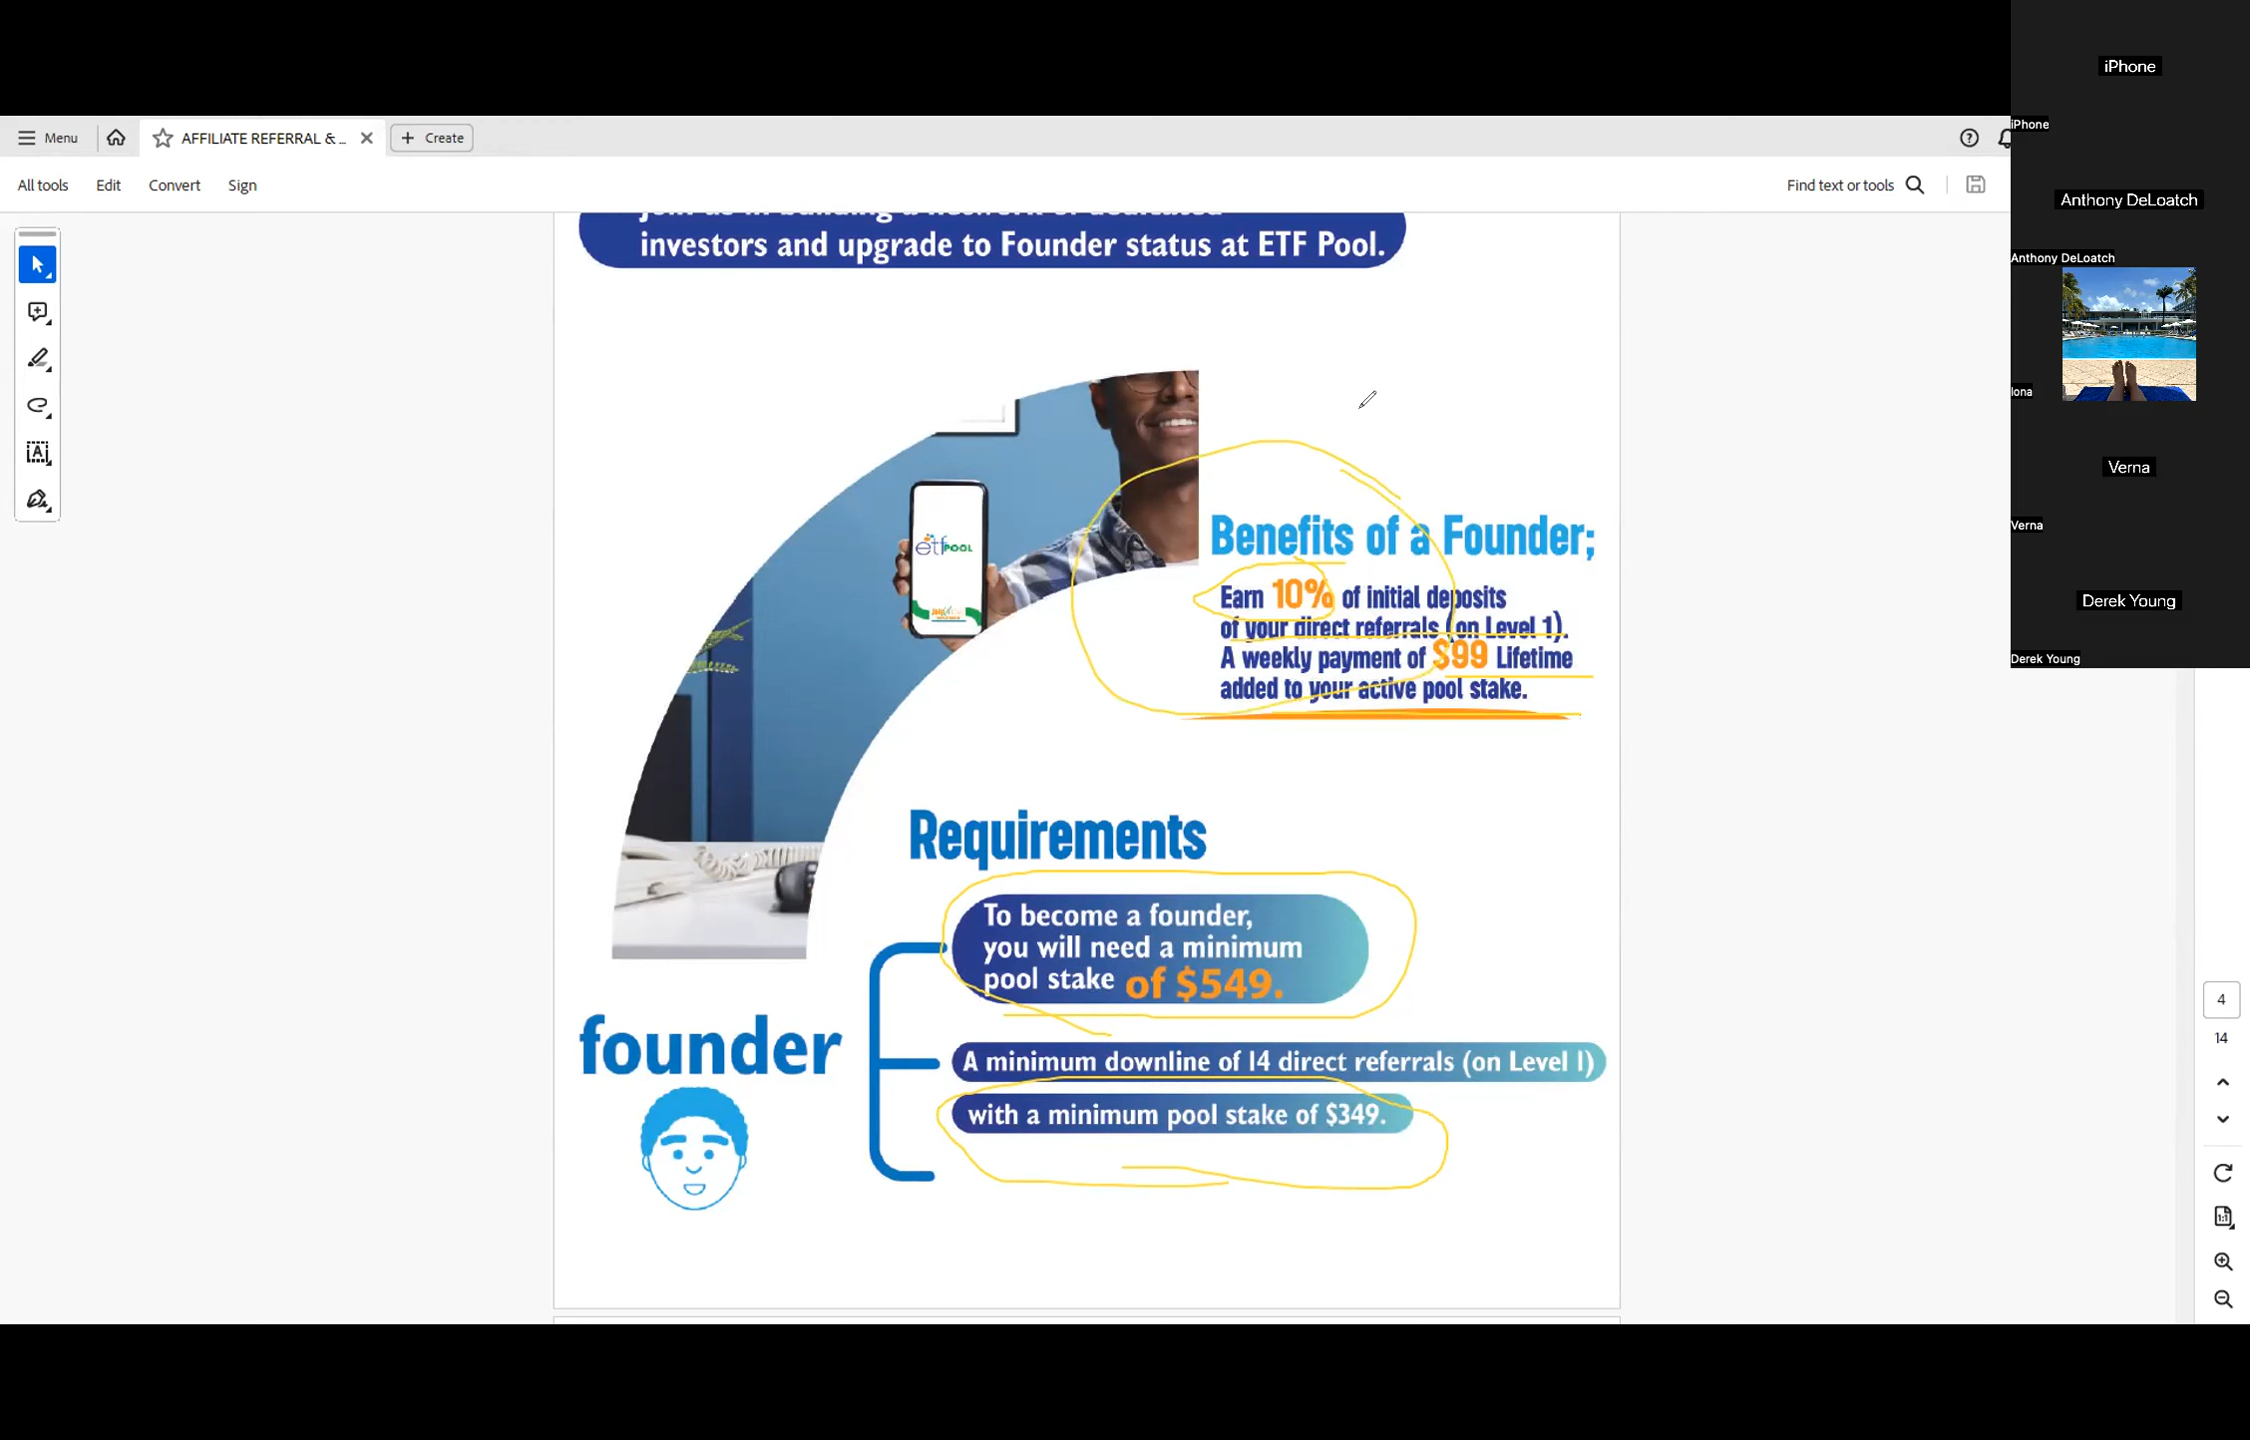 Menu
AFFILIATE REFERRAL & ...
Create
All tools
Edit
Convert
Sign
Find text or tools
investors and upgrade to Founder status at ETF Pool.
etfPOOL
Benefits of a Founder;
Earn 10% of initial deposits
of your direct referrals (on Level 1).
A weekly payment of $99 Lifetime
added to your active pool stake.
Requirements
To become a founder,
you will need a minimum
pool stake of $549.
founder
A minimum downline of 14 direct referrals (on Level 1)
with a minimum pool stake of $349.
iPhone
iPhone
Anthony DeLoatch
Anthony DeLoatch
Iona
Verna
Verna
Derek Young
Derek Young
4
14
1:1